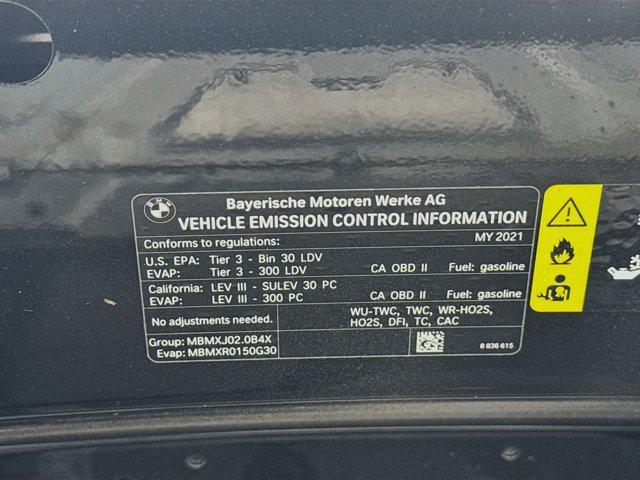 BMW
Bayerische Motoren Werke AG
VEHICLE EMISSION CONTROL INFORMATION
Conforms to regulations: MY 2021
U.S. EPA: Tier 3 - Bin 30 LDV
EVAP: Tier 3 - 300 LDV CA OBD II Fuel: gasoline
California: LEV III - SULEV 30 PC
EVAP: LEV III - 300 PC CA OBD II Fuel: gasoline
No adjustments needed. WU-TWC, TWC, WR-HO2S,
HO2S, DFI, TC, CAC
Group: MBMXJ02.0B4X
Evap: MBMXR0150G30
8 836 615